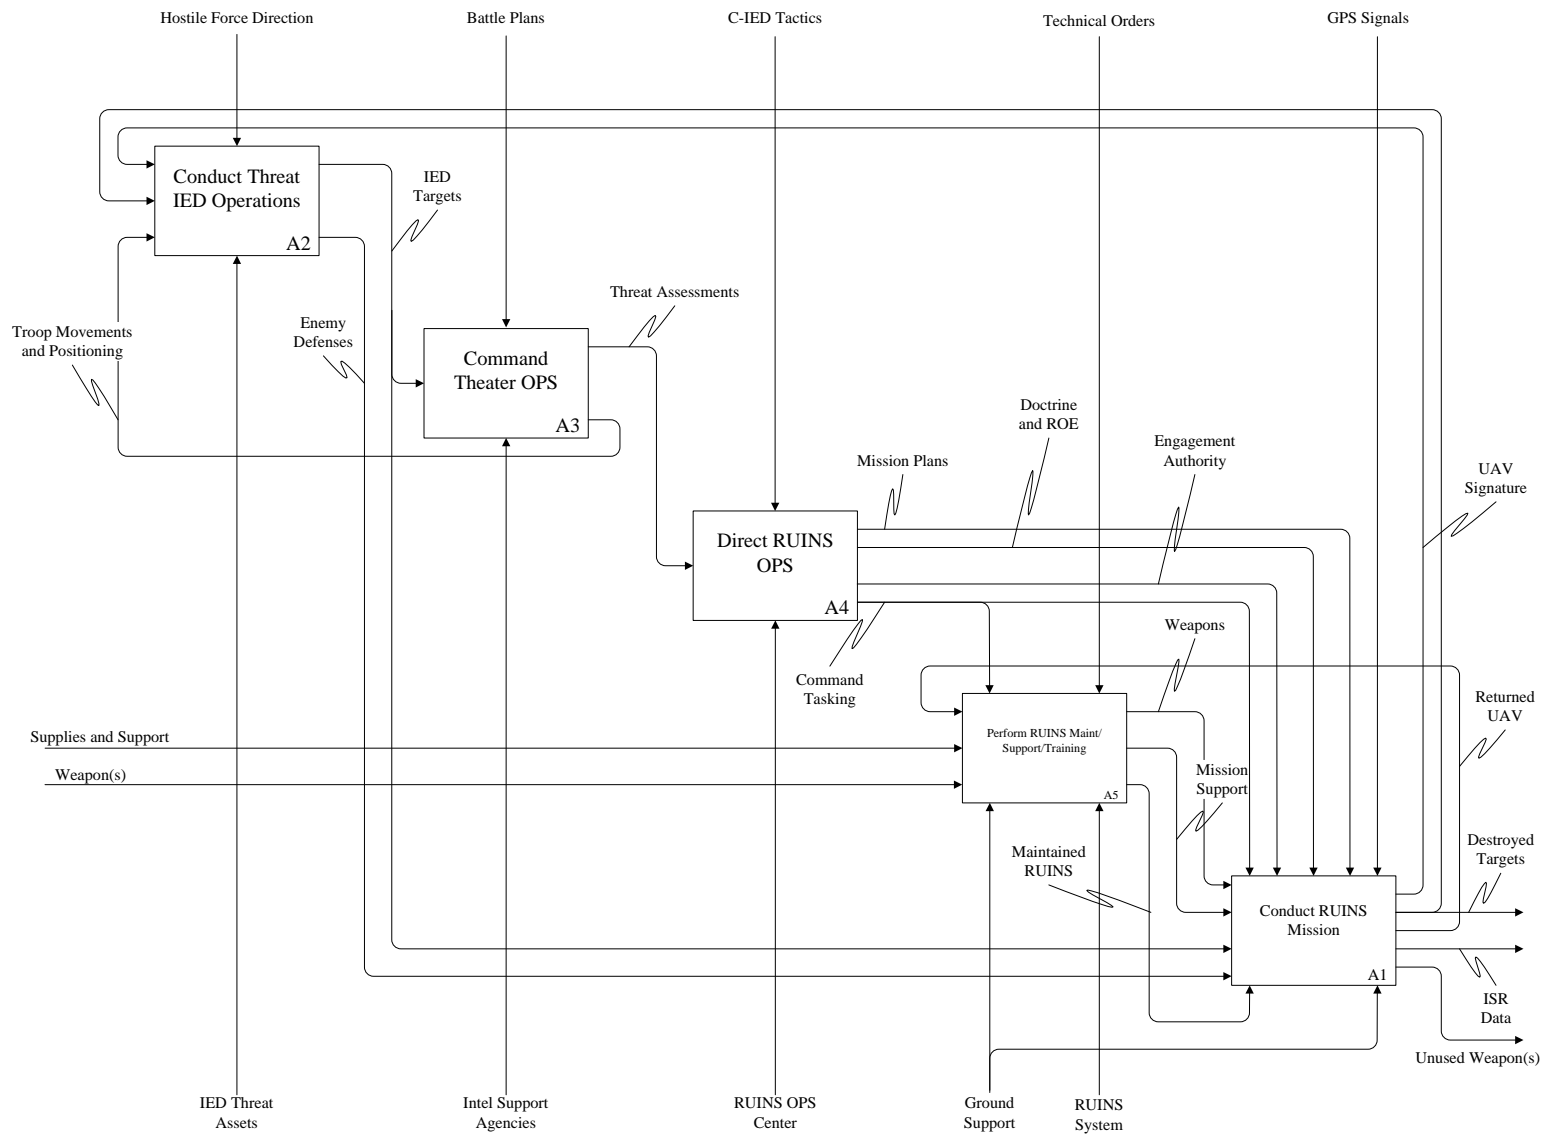 Hostile Force Direction
Battle Plans
C-IED Tactics
Technical Orders
GPS Signals
Conduct Threat
IED Operations
A2
IED
Targets
Troop Movements
and Positioning
Enemy
Defenses
Threat Assessments
Command
Theater OPS
A3
Doctrine
and ROE
Mission Plans
Engagement
Authority
UAV
Signature
Direct RUINS
OPS
A4
Command
Tasking
Weapons
Returned
UAV
Supplies and Support
Weapon(s)
Perform RUINS Maint/
Support/Training
A5
Mission
Support
Maintained
RUINS
Destroyed
Targets
Conduct RUINS
Mission
A1
ISR
Data
Unused Weapon(s)
IED Threat
Assets
Intel Support
Agencies
RUINS OPS
Center
Ground
Support
RUINS
System